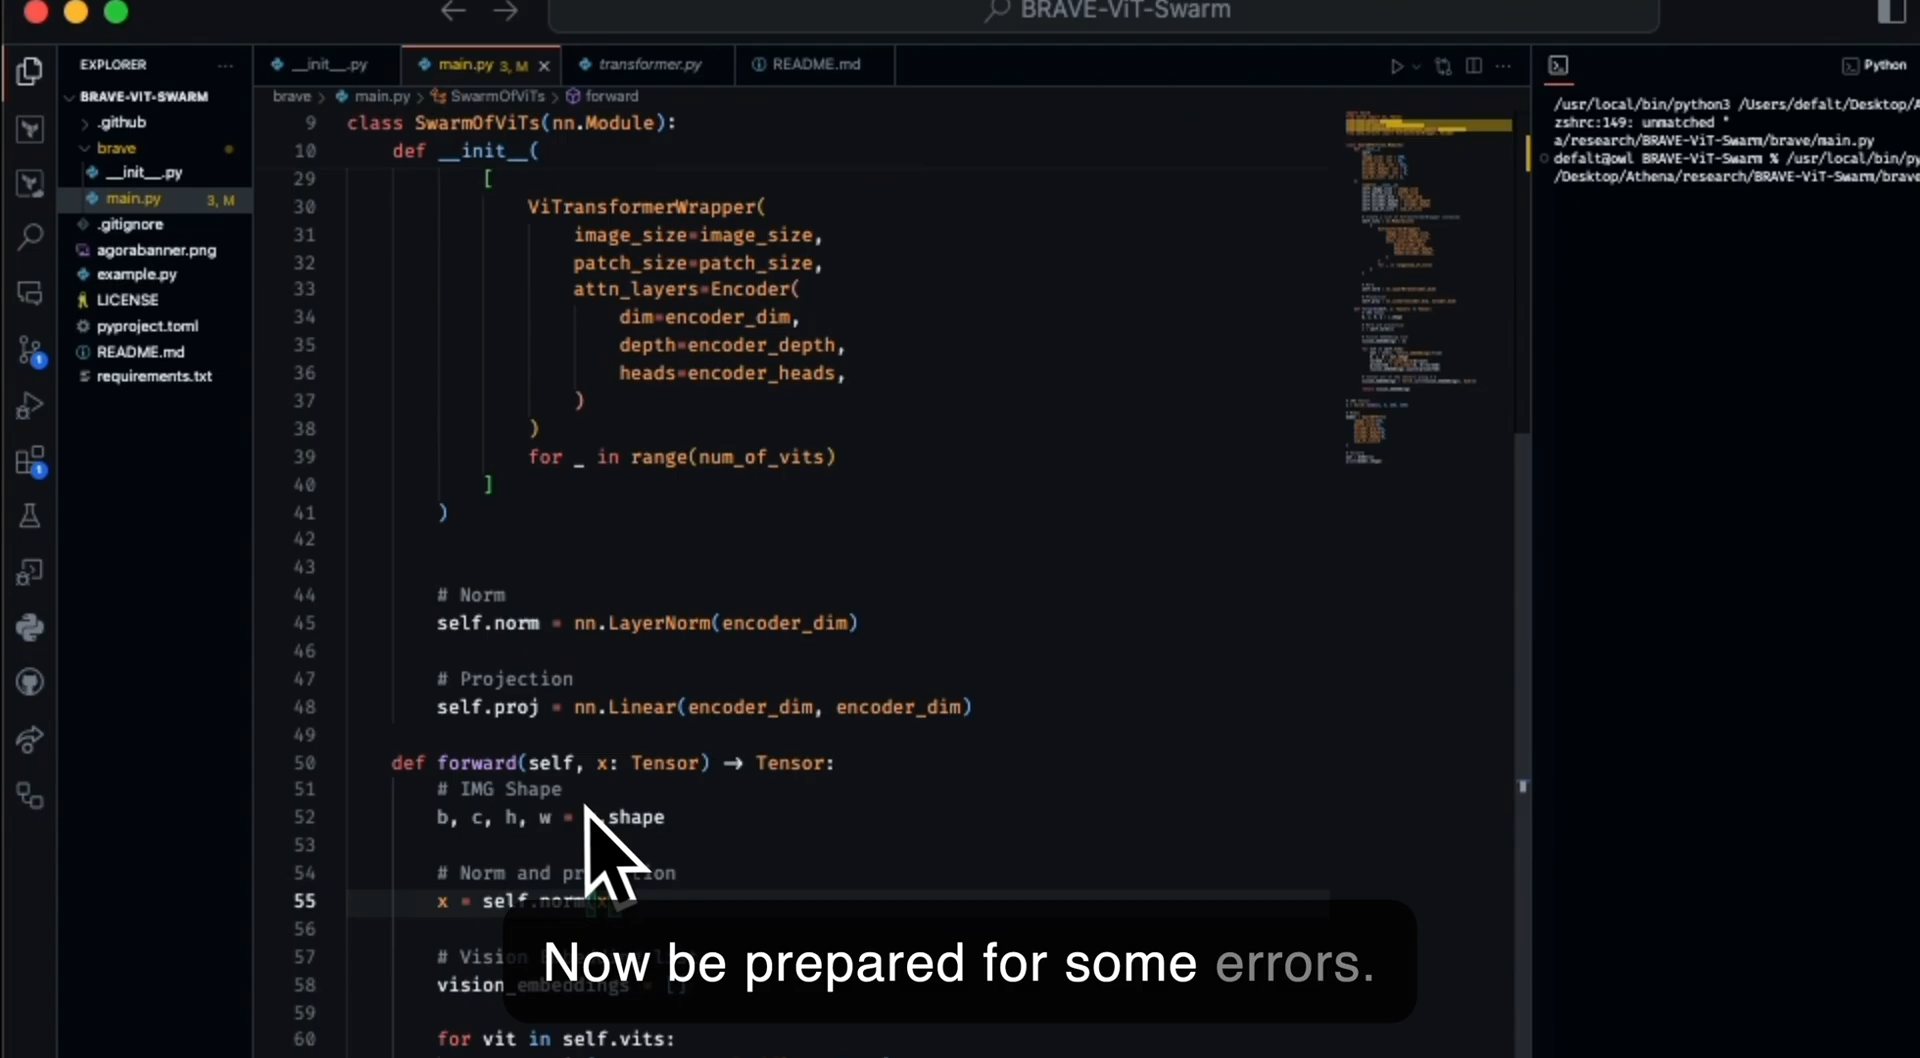 BRAVE-ViT-Swarm
EXPLORER
BRAVE-VIT-SWARM
.github
brave
__init__.py
main.py 3, M
.gitignore
agorabanner.png
example.py
LICENSE
pyproject.toml
README.md
requirements.txt
1
1
__init__.py
main.py 3, M
transformer.py
README.md
brave > main.py > SwarmOfViTs > forward
9 class SwarmOfViTs(nn.Module):
10 def __init__(
29 [
30 ViTransformerWrapper(
31 image_size=image_size,
32 patch_size=patch_size,
33 attn_layers=Encoder(
34 dim=encoder_dim,
35 depth=encoder_depth,
36 heads=encoder_heads,
37 )
38 )
39 for _ in range(num_of_vits)
40 ]
41 )
42
43
44 # Norm
45 self.norm = nn.LayerNorm(encoder_dim)
46
47 # Projection
48 self.proj = nn.Linear(encoder_dim, encoder_dim)
49
50 def forward(self, x: Tensor) → Tensor:
51 # IMG Shape
52 b, c, h, w = .shape
53
54 # Norm and
55 x = self.norm(x
56
57 # Vision
58 vision_embeddings = []
59
60 for vit in self.vits:
Python
/usr/local/bin/python3 /Users/defalt/Desktop/A
zshrc:149: unmatched "
a/research/BRAVE-ViT-Swarm/brave/main.py
defalt@owl BRAVE-ViT-Swarm % /usr/local/bin/py
/Desktop/Athena/research/BRAVE-ViT-Swarm/brave
Now be prepared for some errors.